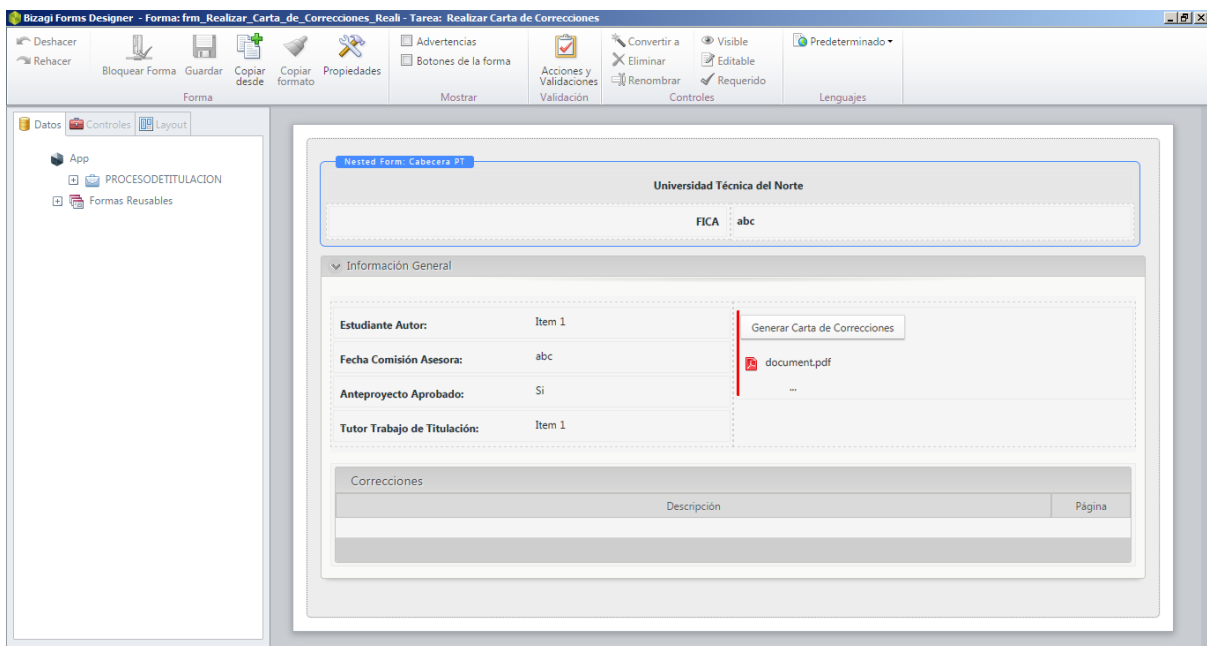 Bizagi Forms Designer - Forma: frm_Realizar_Carta_de_Correcciones_Reali - Tarea: Realizar Carta de Correcciones
Deshacer
Rehacer
Bloquear Forma
Guardar
Copiar desde
Copiar formato
Propiedades
Forma
Advertencias
Botones de la forma
Mostrar
Acciones y Validaciones
Validación
Convertir a
Eliminar
Renombrar
Visible
Editable
Requerido
Controles
Predeterminado
Lenguajes
Datos Controles Layout
App
PROCESODETITULACION
Formas Reusables
Nested Form: Cabecera PT
Universidad Técnica del Norte
FICA abc
Información General
Estudiante Autor: Item 1
Generar Carta de Correcciones
Fecha Comisión Asesora: abc
document.pdf
...
Anteproyecto Aprobado: Si
Tutor Trabajo de Titulación: Item 1
Correcciones
Descripción Página